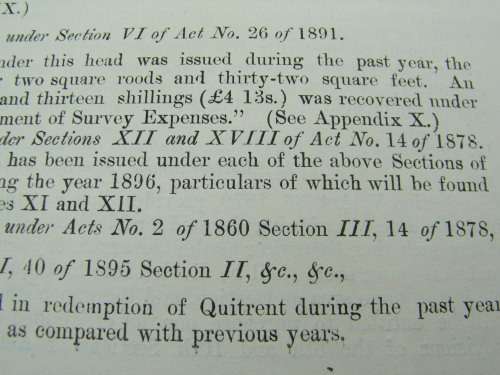 IX.)
under Section VI of Act No. 26 of 1891.
nder this head was issued during the past year, the
r two square roods and thirty-two square feet. An
and thirteen shillings (£4 13s.) was recovered under
ment of Survey Expenses." (See Appendix X.)
der Sections XII and XVIII of Act No. 14 of 1878.
has been issued under each of the above Sections of
ng the year 1896, particulars of which will be found
es XI and XII.
under Acts No. 2 of 1860 Section III, 14 of 1878,
I, 40 of 1895 Section II, &c., &c.,
d in redemption of Quitrent during the past year
as compared with previous years.